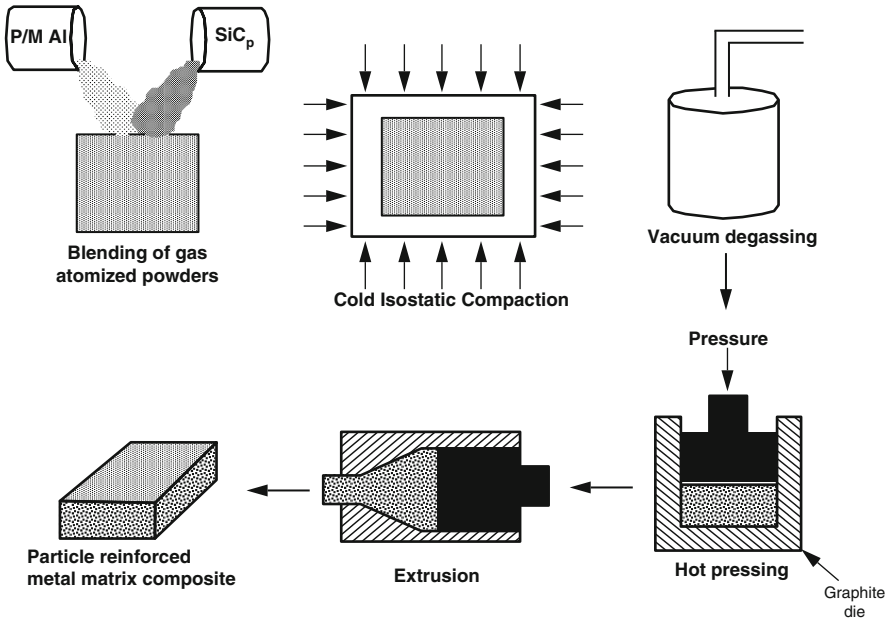 P/M Al
SiCp
Blending of gas
atomized powders
Cold Isostatic Compaction
Vacuum degassing
Pressure
Particle reinforced
metal matrix composite
Extrusion
Hot pressing
Graphite
die